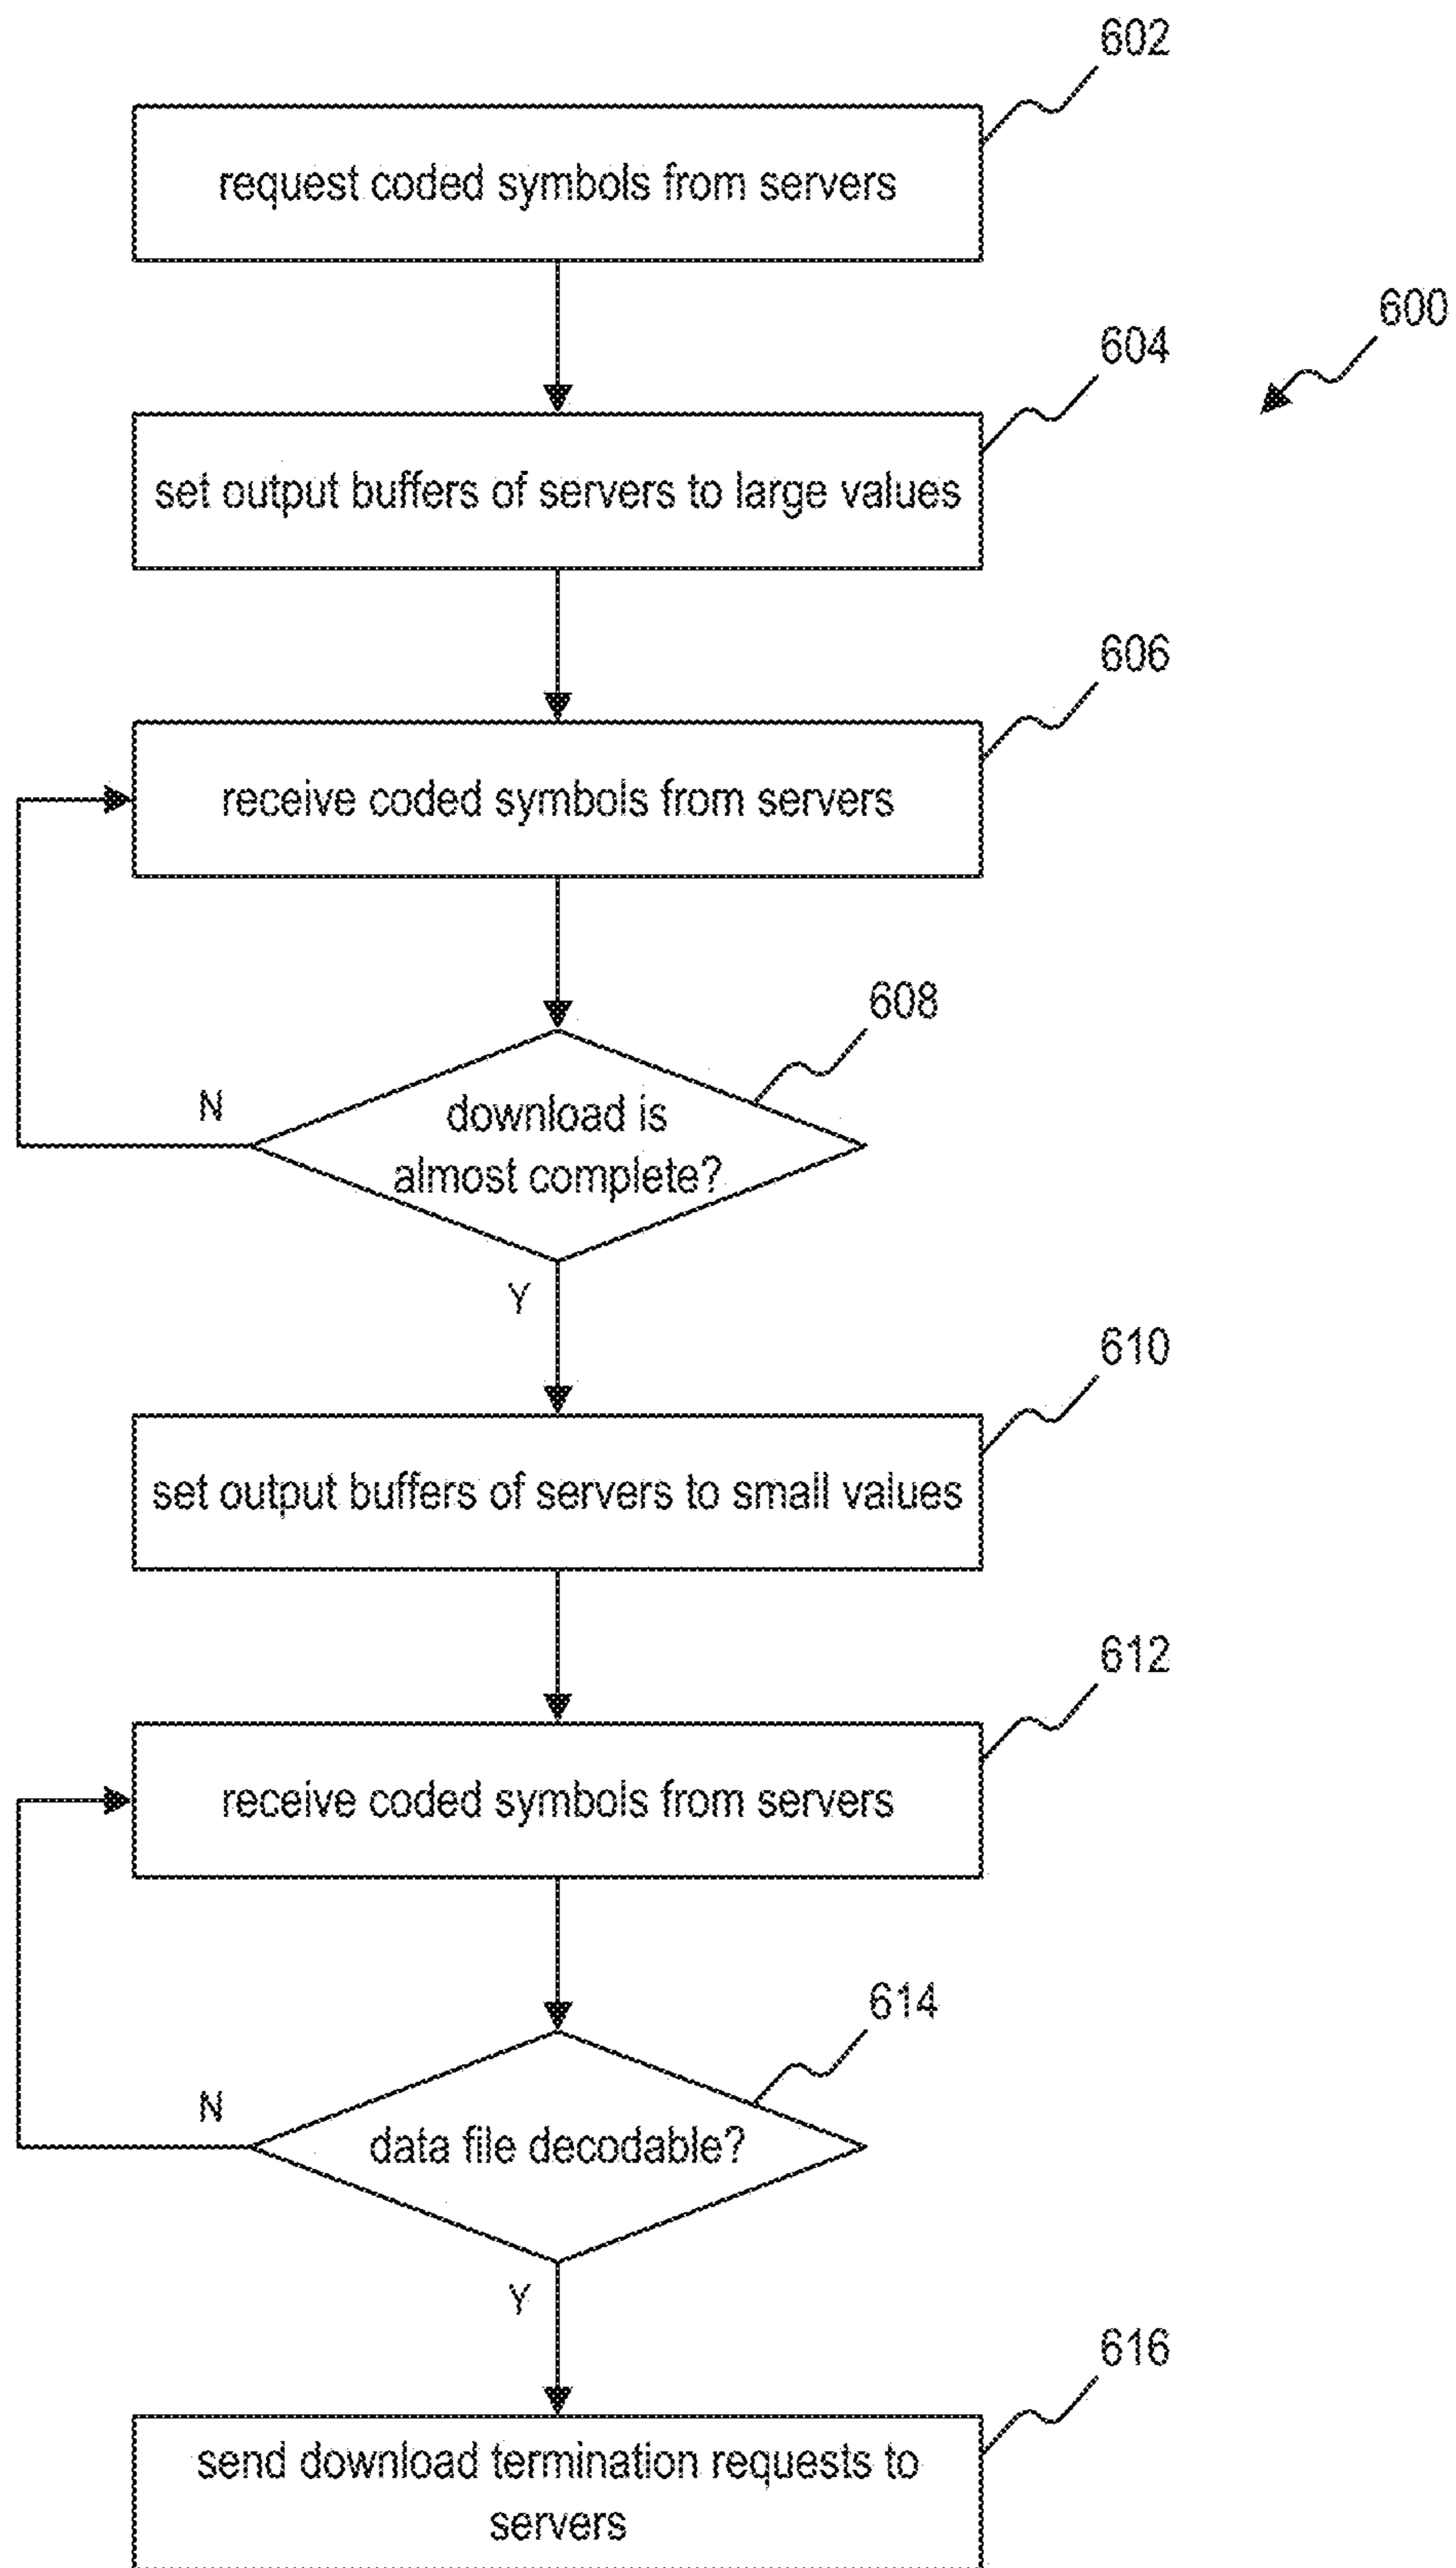 602
request coded symbols from servers
600
604
set output buffers of servers to large values
606
receive coded symbols from servers
608
N
download is
almost complete?
Y
610
set output buffers of servers to small values
612
receive coded symbols from servers
614
N
data file decodable?
Y
616
send download termination requests to
servers